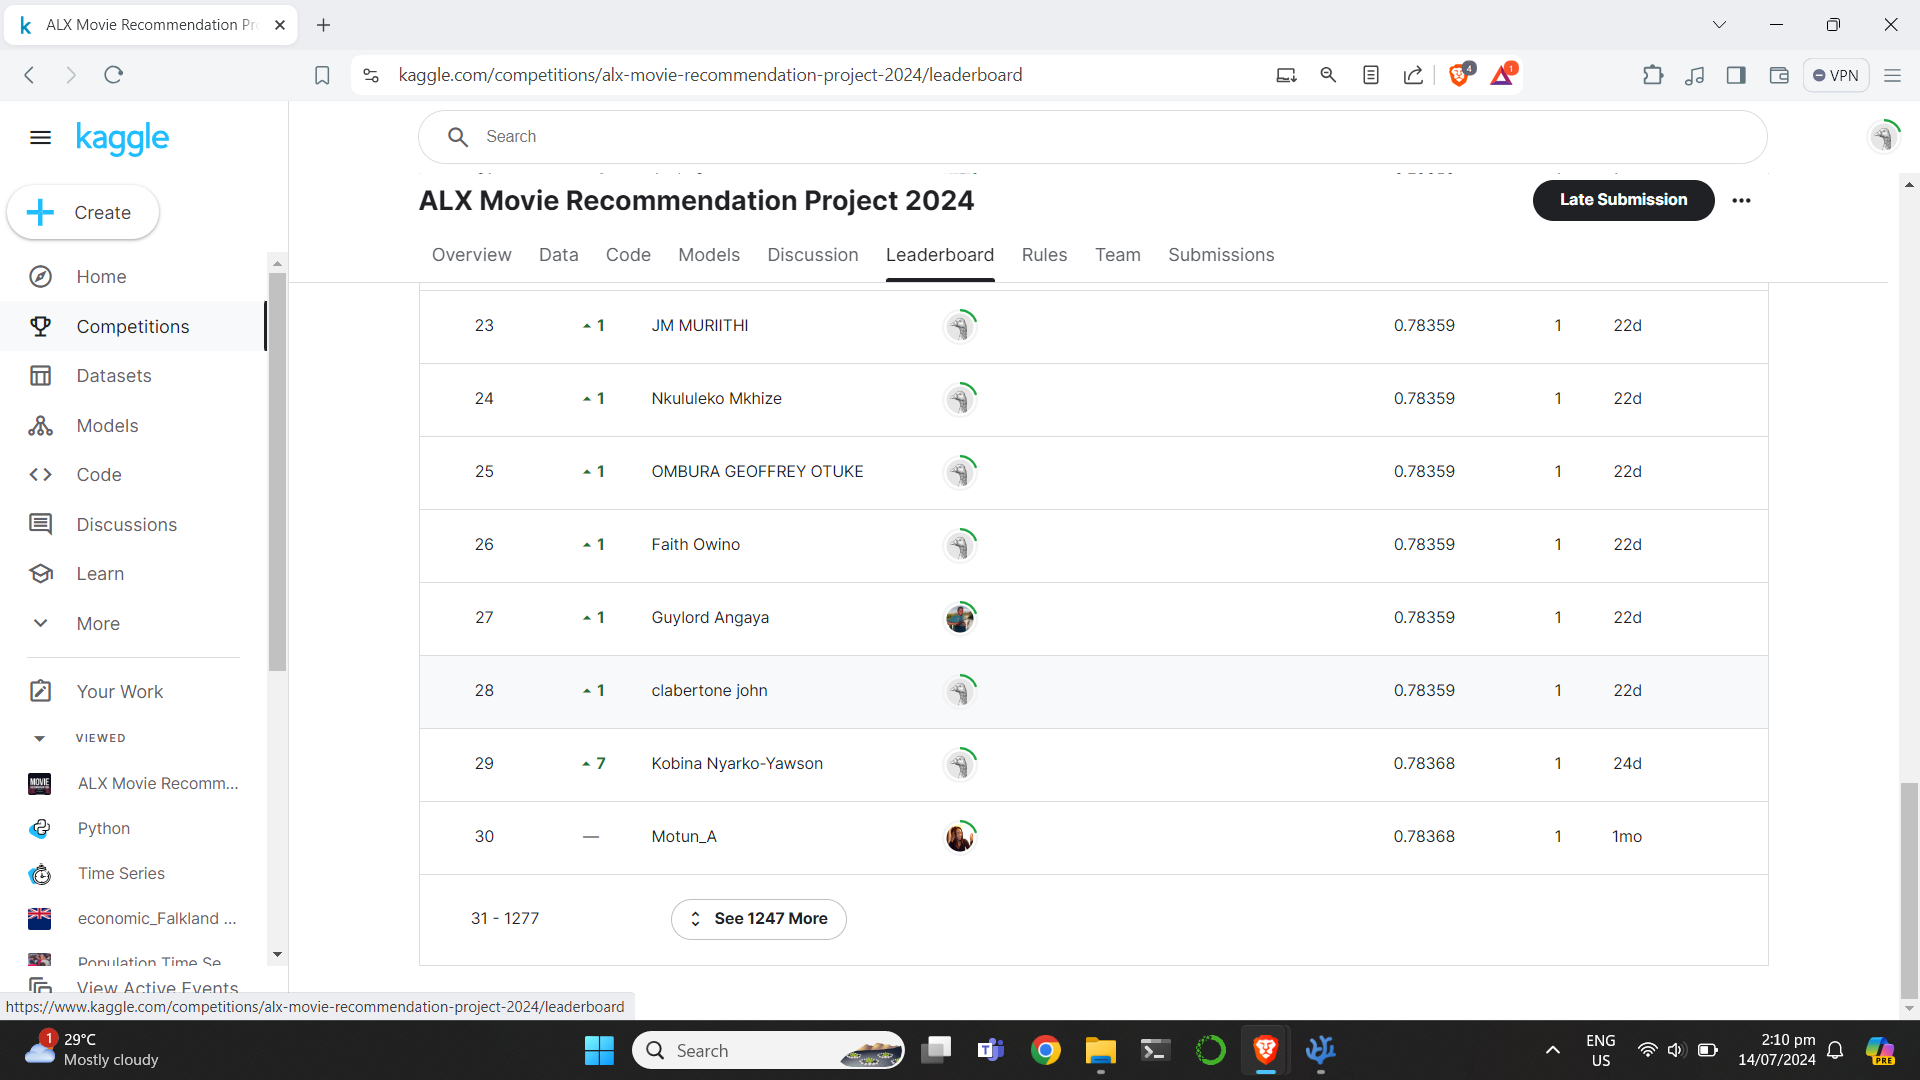 ALX Movie Recommendation Pr
kaggle.com/competitions/alx-movie-recommendation-project-2024/leaderboard
4
1
VPN
kaggle
Search
Create
ALX Movie Recommendation Project 2024
Late Submission
Overview Data Code Models Discussion Leaderboard Rules Team Submissions
Home
Competitions
Datasets
Models
Code
Discussions
Learn
More
Your Work
VIEWED
MOVIE
ALX Movie Recomm...
Python
Time Series
economic_Falkland ...
Population Time Se
View Active Events
23 1 JM MURIITHI 0.78359 1 22d
24 1 Nkululeko Mkhize 0.78359 1 22d
25 1 OMBURA GEOFFREY OTUKE 0.78359 1 22d
26 1 Faith Owino 0.78359 1 22d
27 1 Guylord Angaya 0.78359 1 22d
28 1 clabertone john 0.78359 1 22d
29 7 Kobina Nyarko-Yawson 0.78368 1 24d
30 — Motun_A 0.78368 1 1mo
31 - 1277 See 1247 More
https://www.kaggle.com/competitions/alx-movie-recommendation-project-2024/leaderboard
1
29°C
Mostly cloudy
Search
ENG
US
2:10 pm
14/07/2024
PRE